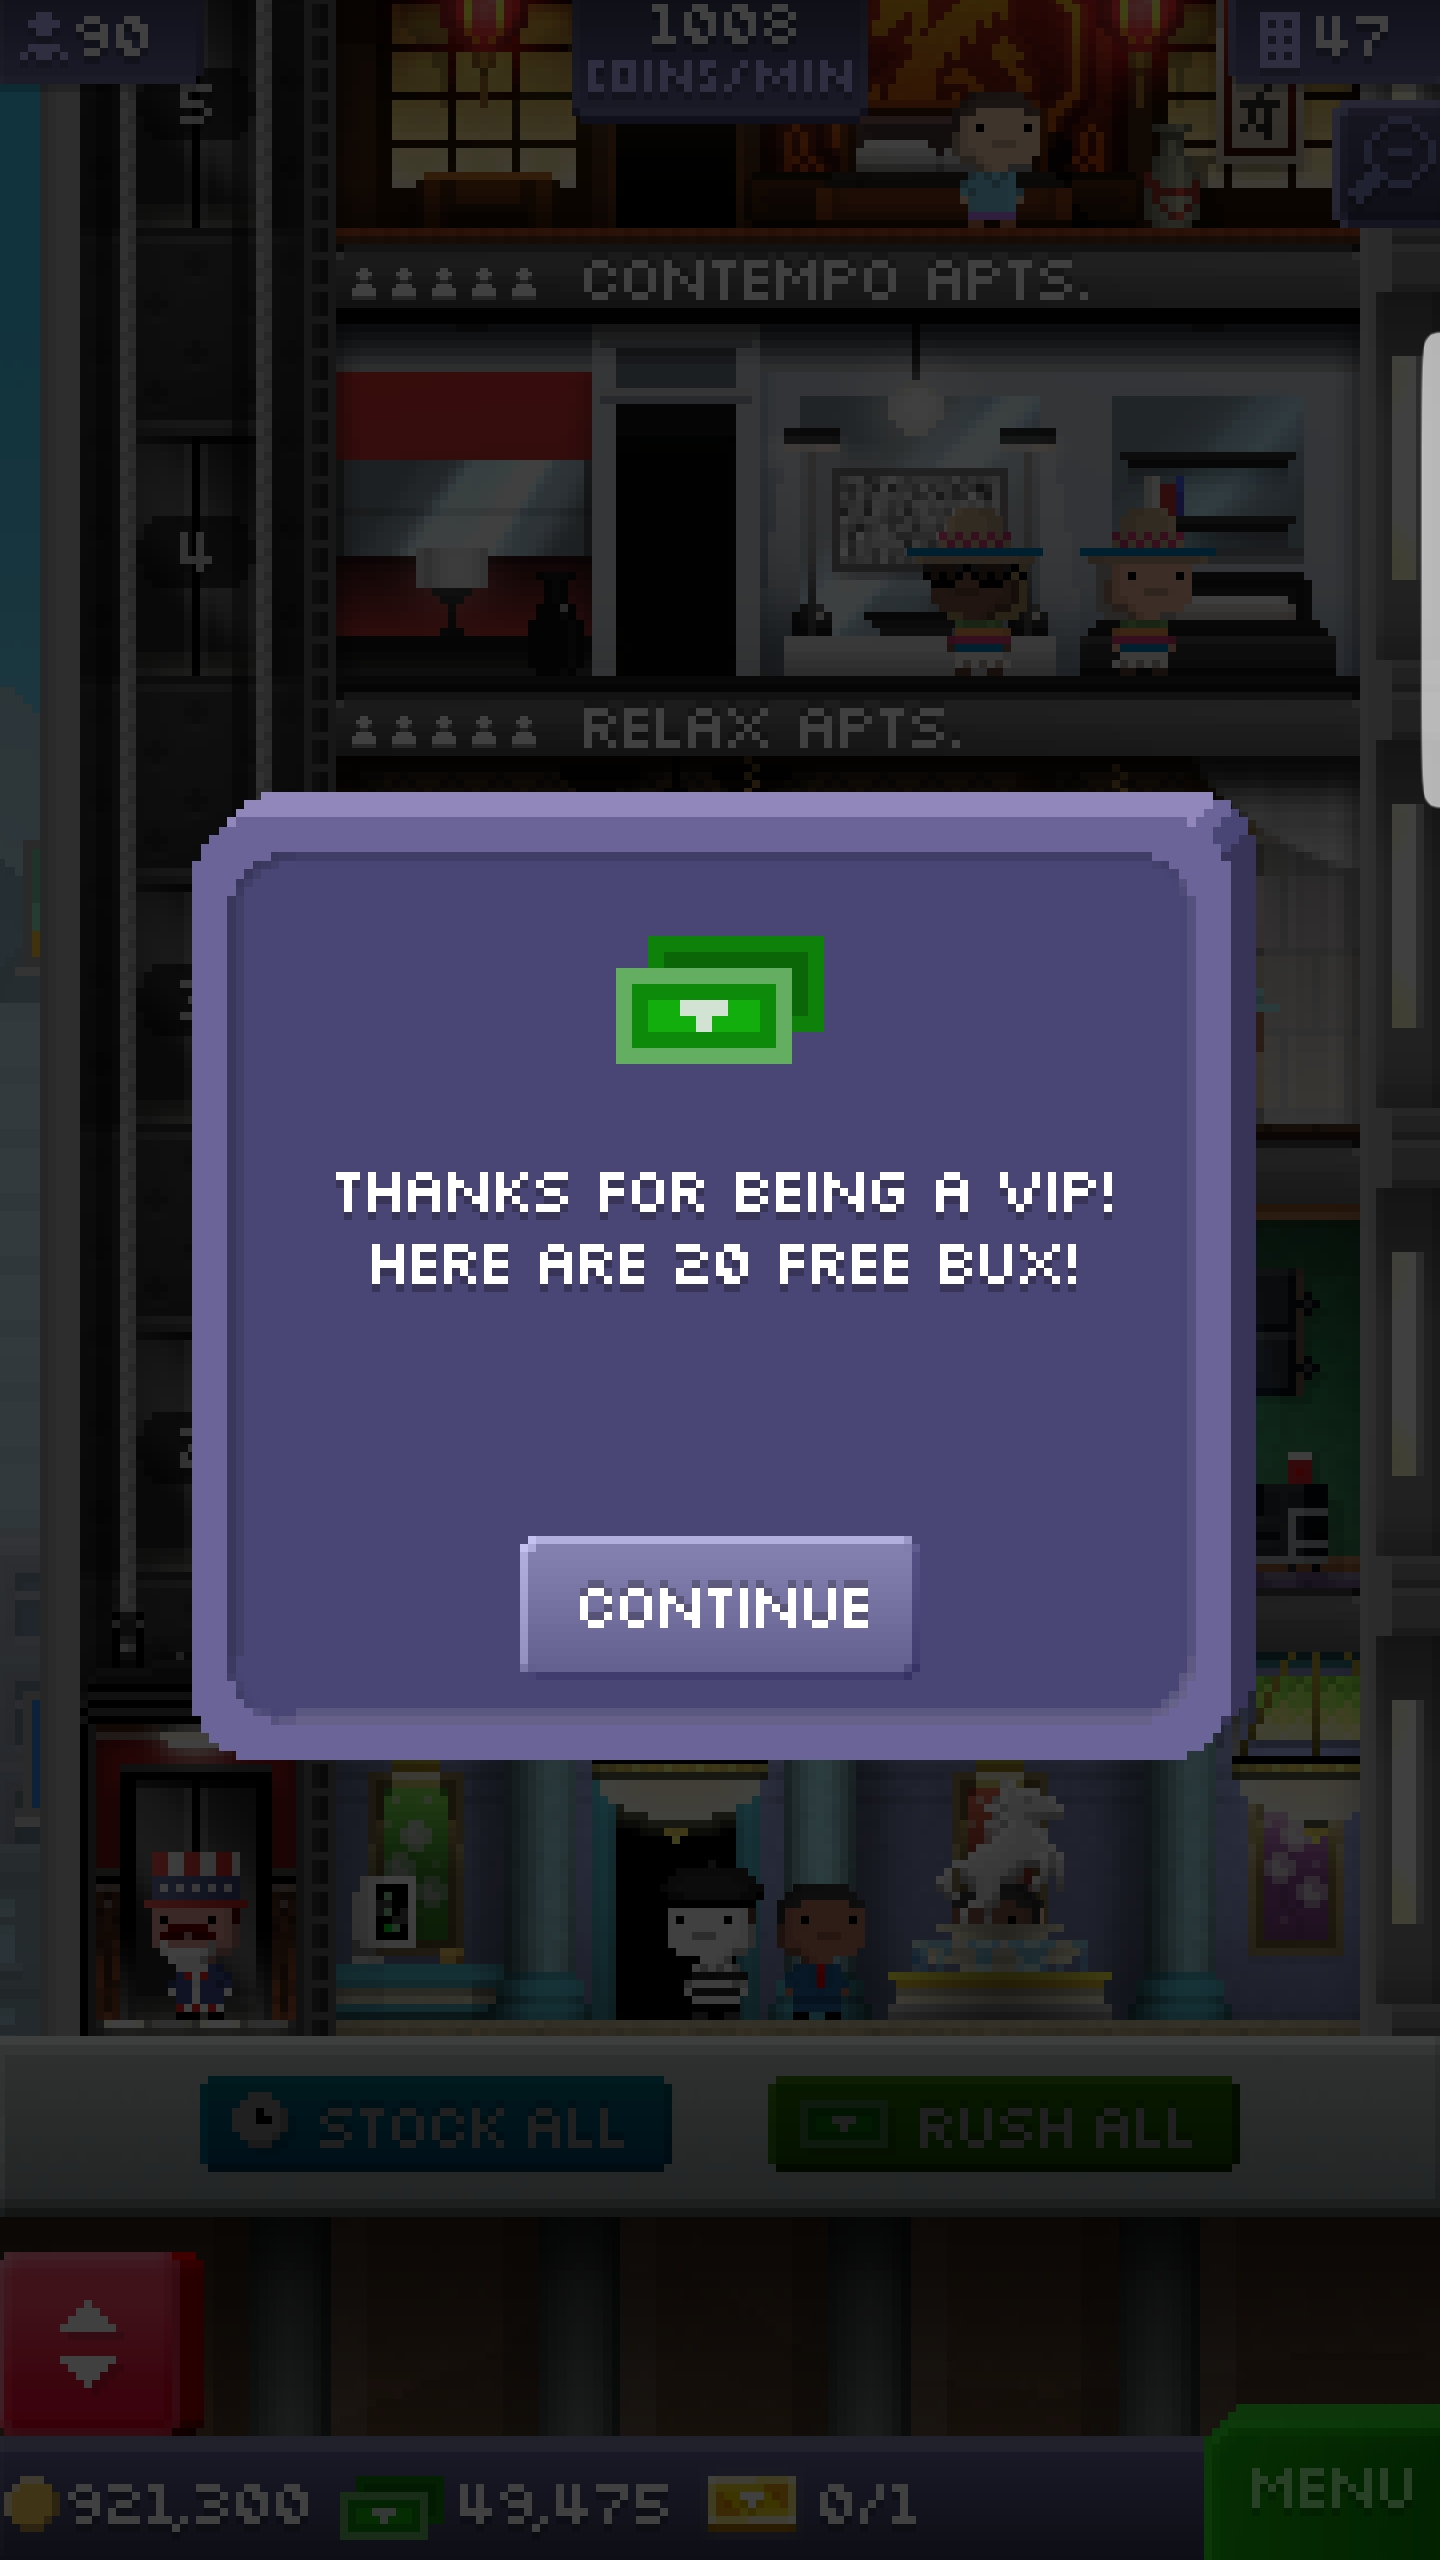 90
1008
COINS/MIN
47
5
CONTEMPO APTS.
4
RELAX APTS.
THANKS FOR BEING A VIP!
HERE ARE 20 FREE BUX!
CONTINUE
STOCK ALL
RUSH ALL
921,300
49,475
0/1
MENU